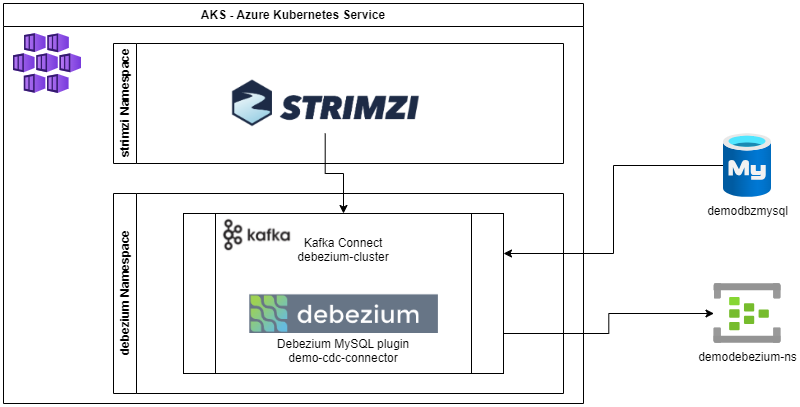 AKS - Azure Kubernetes Service
strimzi Namespace
STRIMZI
debezium Namespace
kafka
Kafka Connect
debezium-cluster
debezium
Debezium MySQL plugin
demo-cdc-connector
My
demodbzmysql
demodebezium-ns